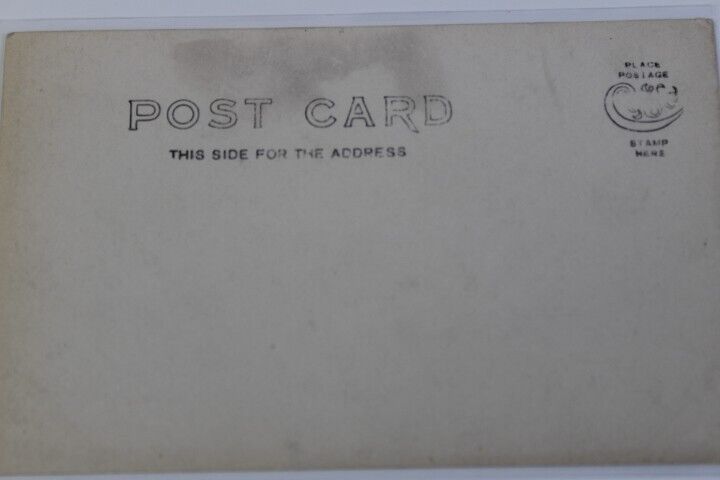 POST CARD
THIS SIDE FOR THE ADDRESS
PLACE
POSTAGE
STAMP
HERE